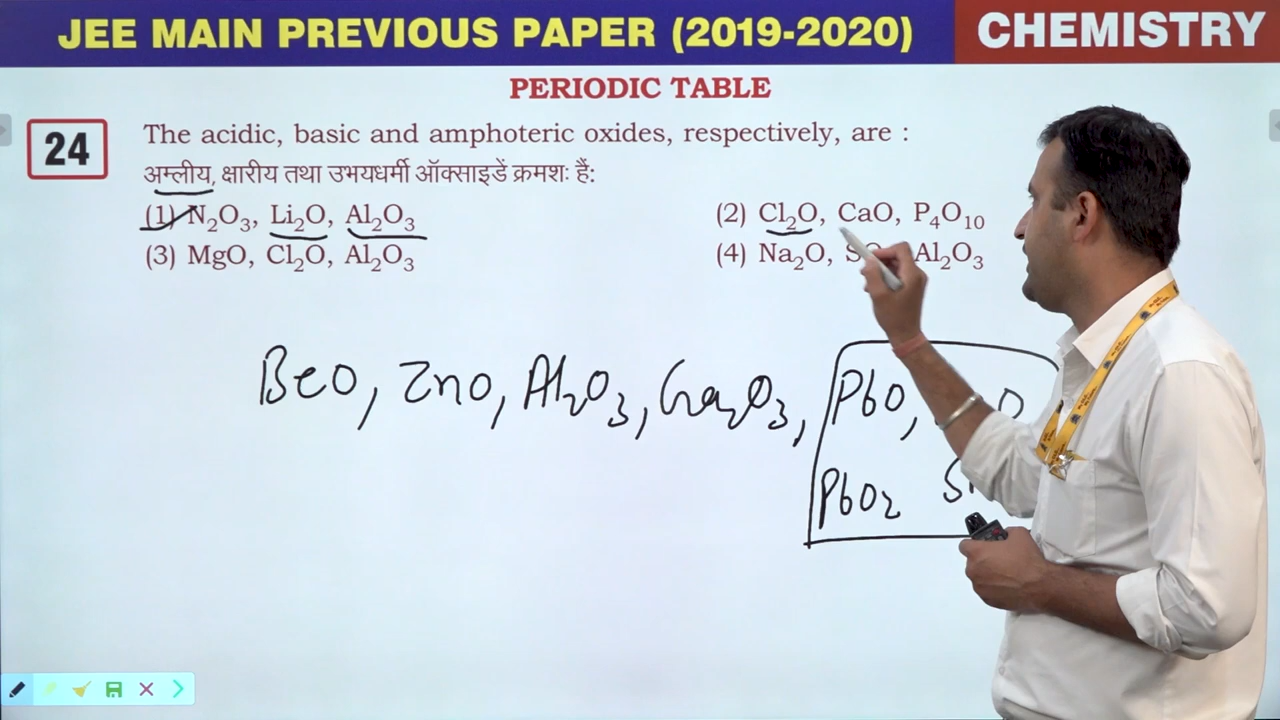 JEE MAIN PREVIOUS PAPER (2019-2020) CHEMISTRY
PERIODIC TABLE
24 The acidic, basic and amphoteric oxides, respectively, are :
अम्लीय, क्षारीय तथा उभयधर्मी ऑक्साइडें क्रमशः हैं:
(1) N₂O₃, Li₂O, Al₂O₃ (2) Cl₂O, CaO, P₄O₁₀
(3) MgO, Cl₂O, Al₂O₃ (4) Na₂O, Al₂O₃
BeO, ZnO, Al₂O₃, Ga₂O₃, PbO,
PbO₂